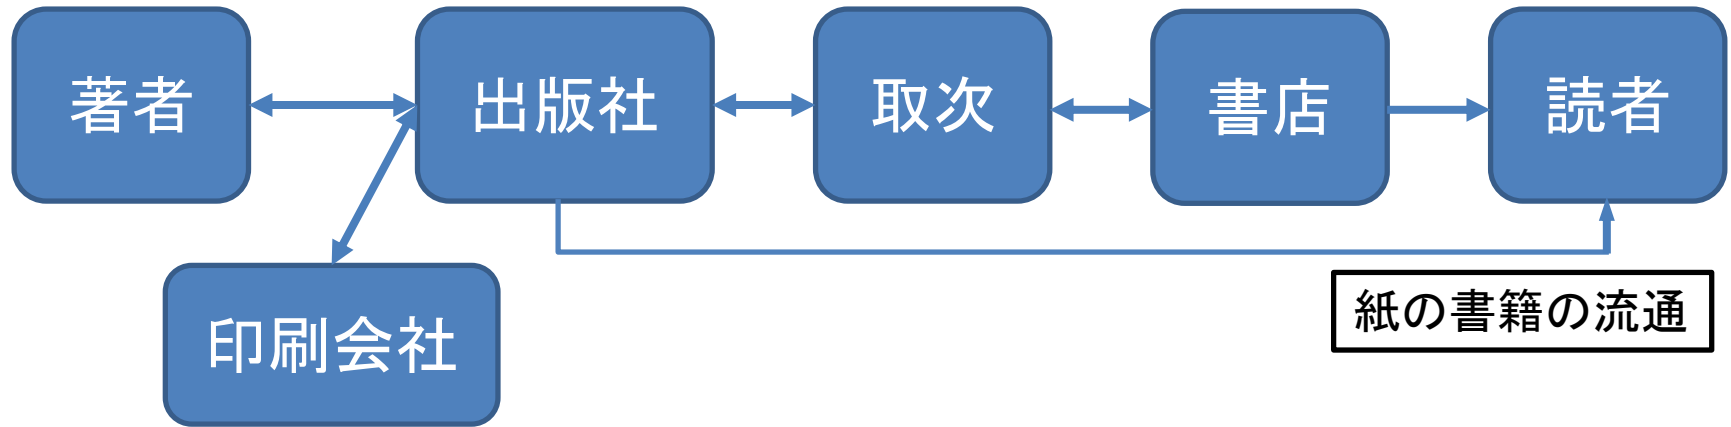 著者
出版社
取次
書店
読者
印刷会社
紙の書籍の流通